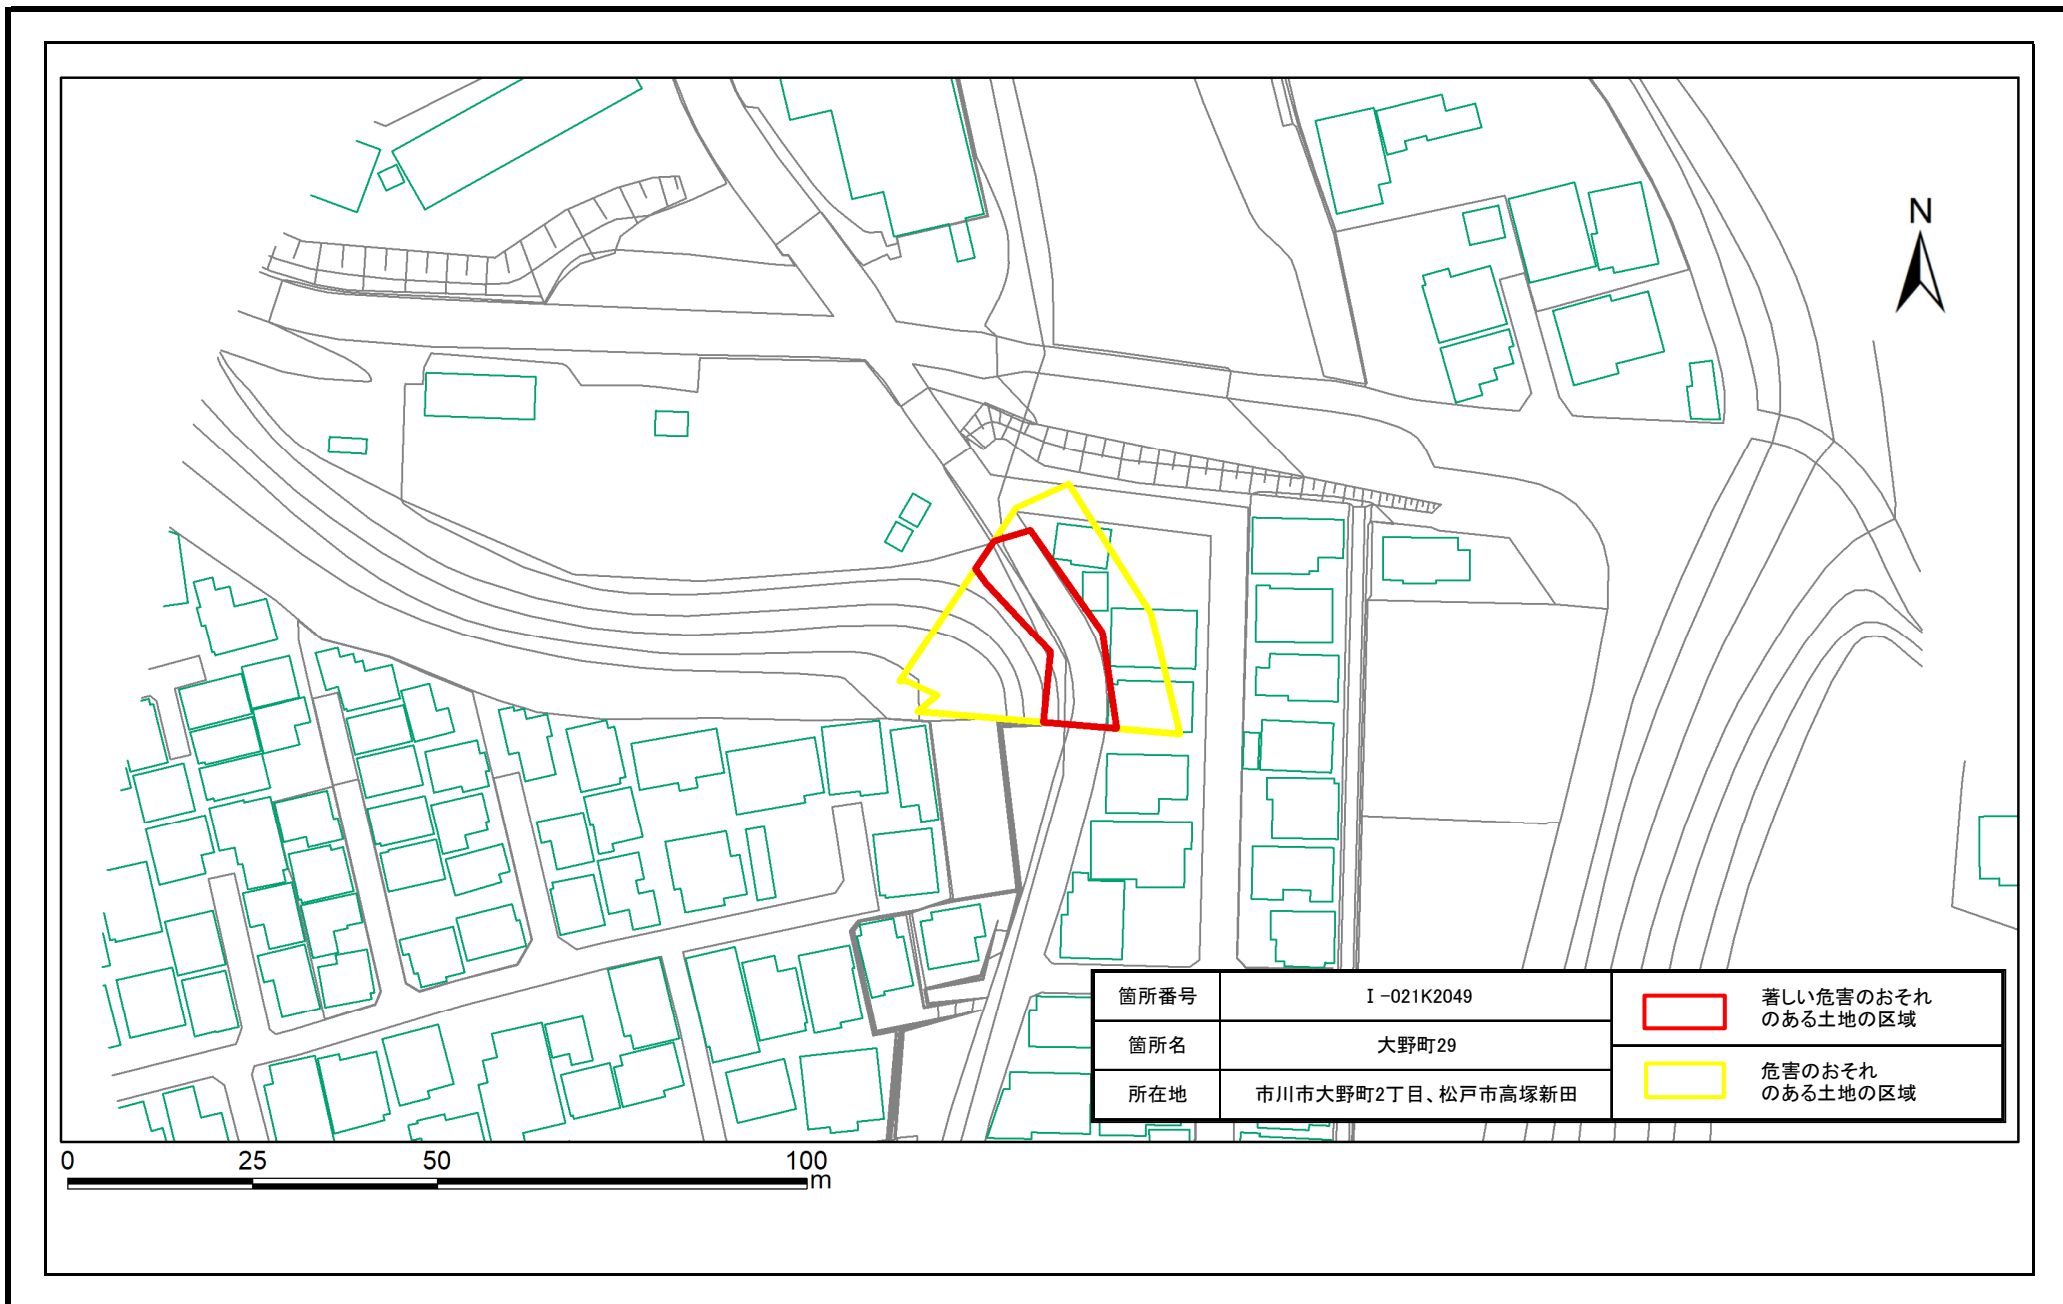 N
箇所番号 Ⅰ-021K2049
箇所名 大野町29
所在地 市川市大野町2丁目、松戸市高塚新田
著しい危害のおそれ
のある土地の区域
危害のおそれ
のある土地の区域
0 25 50 100
m